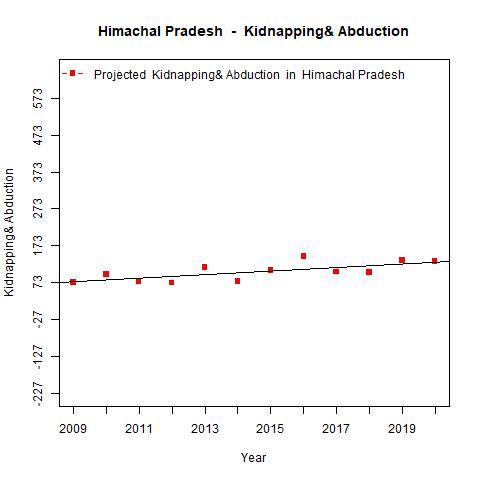 Himachal Pradesh - Kidnapping& Abduction
Projected Kidnapping& Abduction in Himachal Pradesh
573
473
373
273
173
73
-27
-127
-227
Kidnapping& Abduction
2009 2011 2013 2015 2017 2019
Year